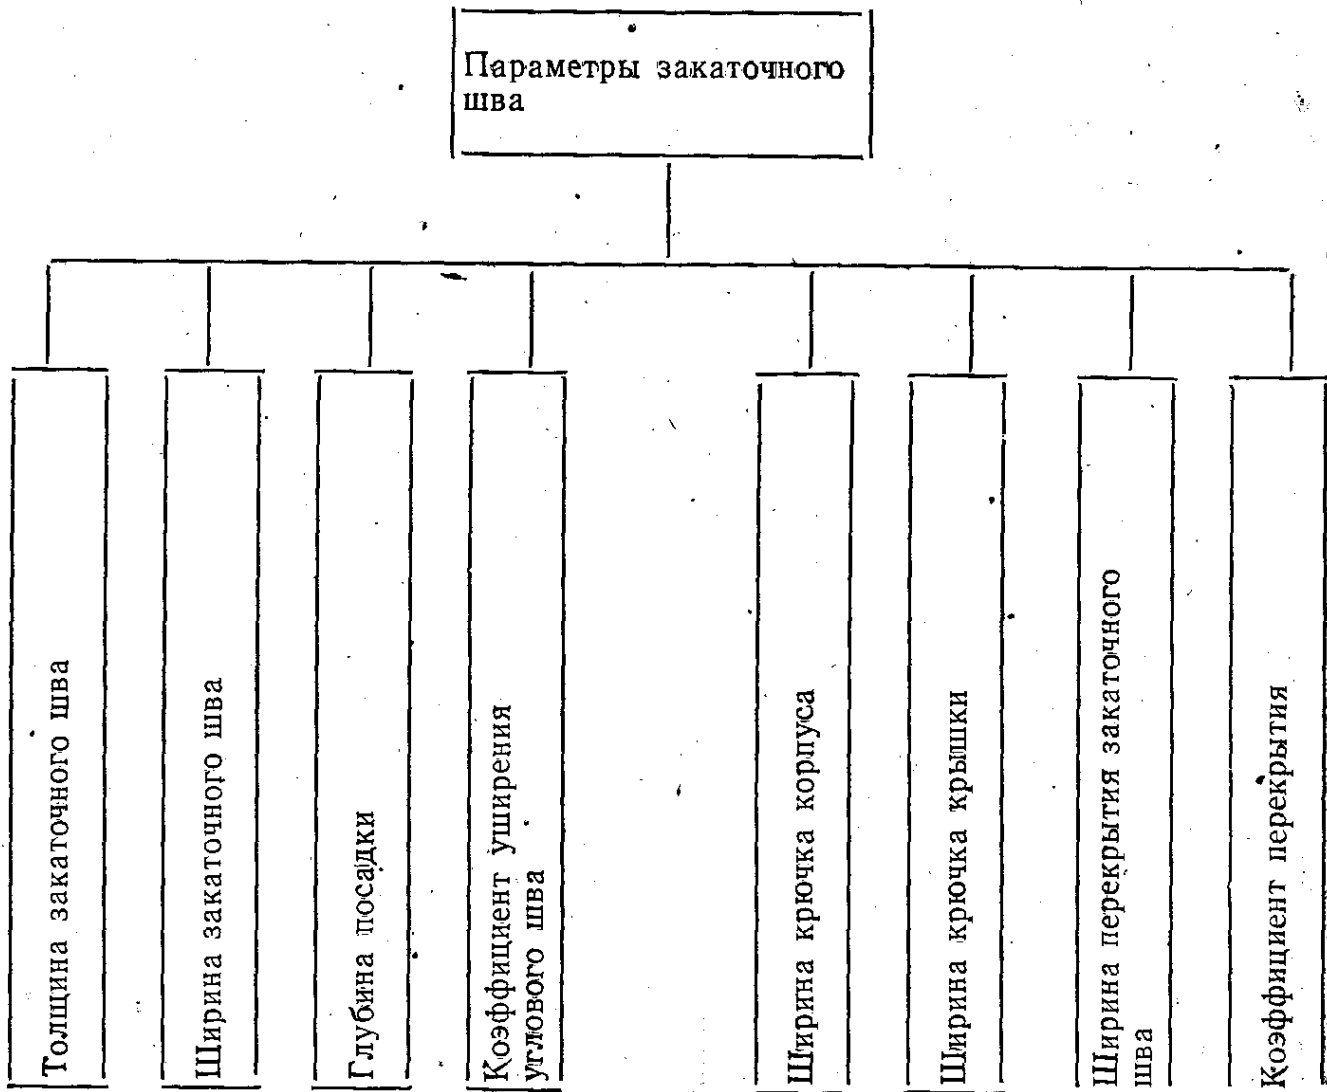 Параметры закаточного
шва
Толщина закаточного шва
Ширина закаточного шва
Глубина посадки
Коэффициент уширения
углового шва
Ширина крючка корпуса
Ширина крючка крышки
Ширина перекрытия закаточного
шва
Коэффициент перекрытия